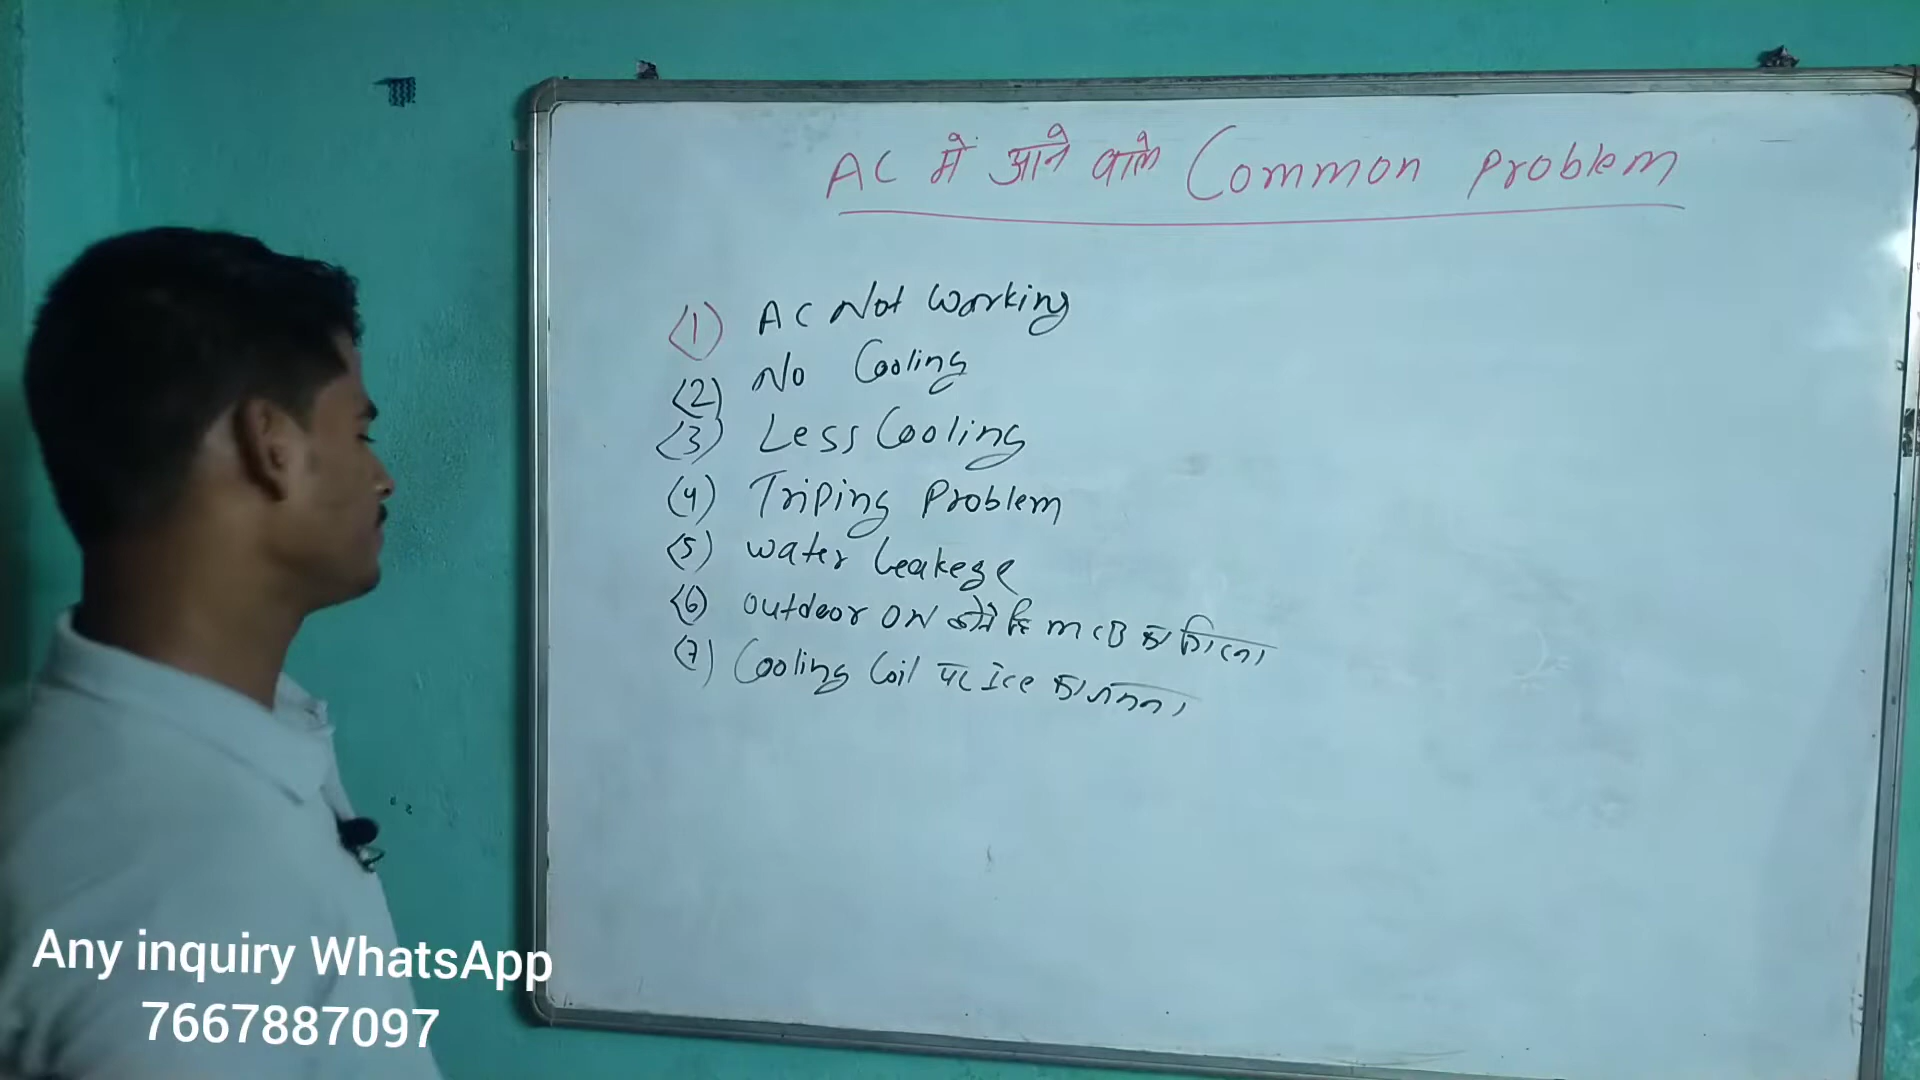 AC में आने वाले Common Problem
(1) AC Not Working
(2) No Cooling
(3) Less Cooling
(4) Triping Problem
(5) Water Leakege
(6) Outdoor ON होते हि MCB का गिरना
(7) Cooling Coil पर Ice का जमना
Any inquiry WhatsApp
7667887097